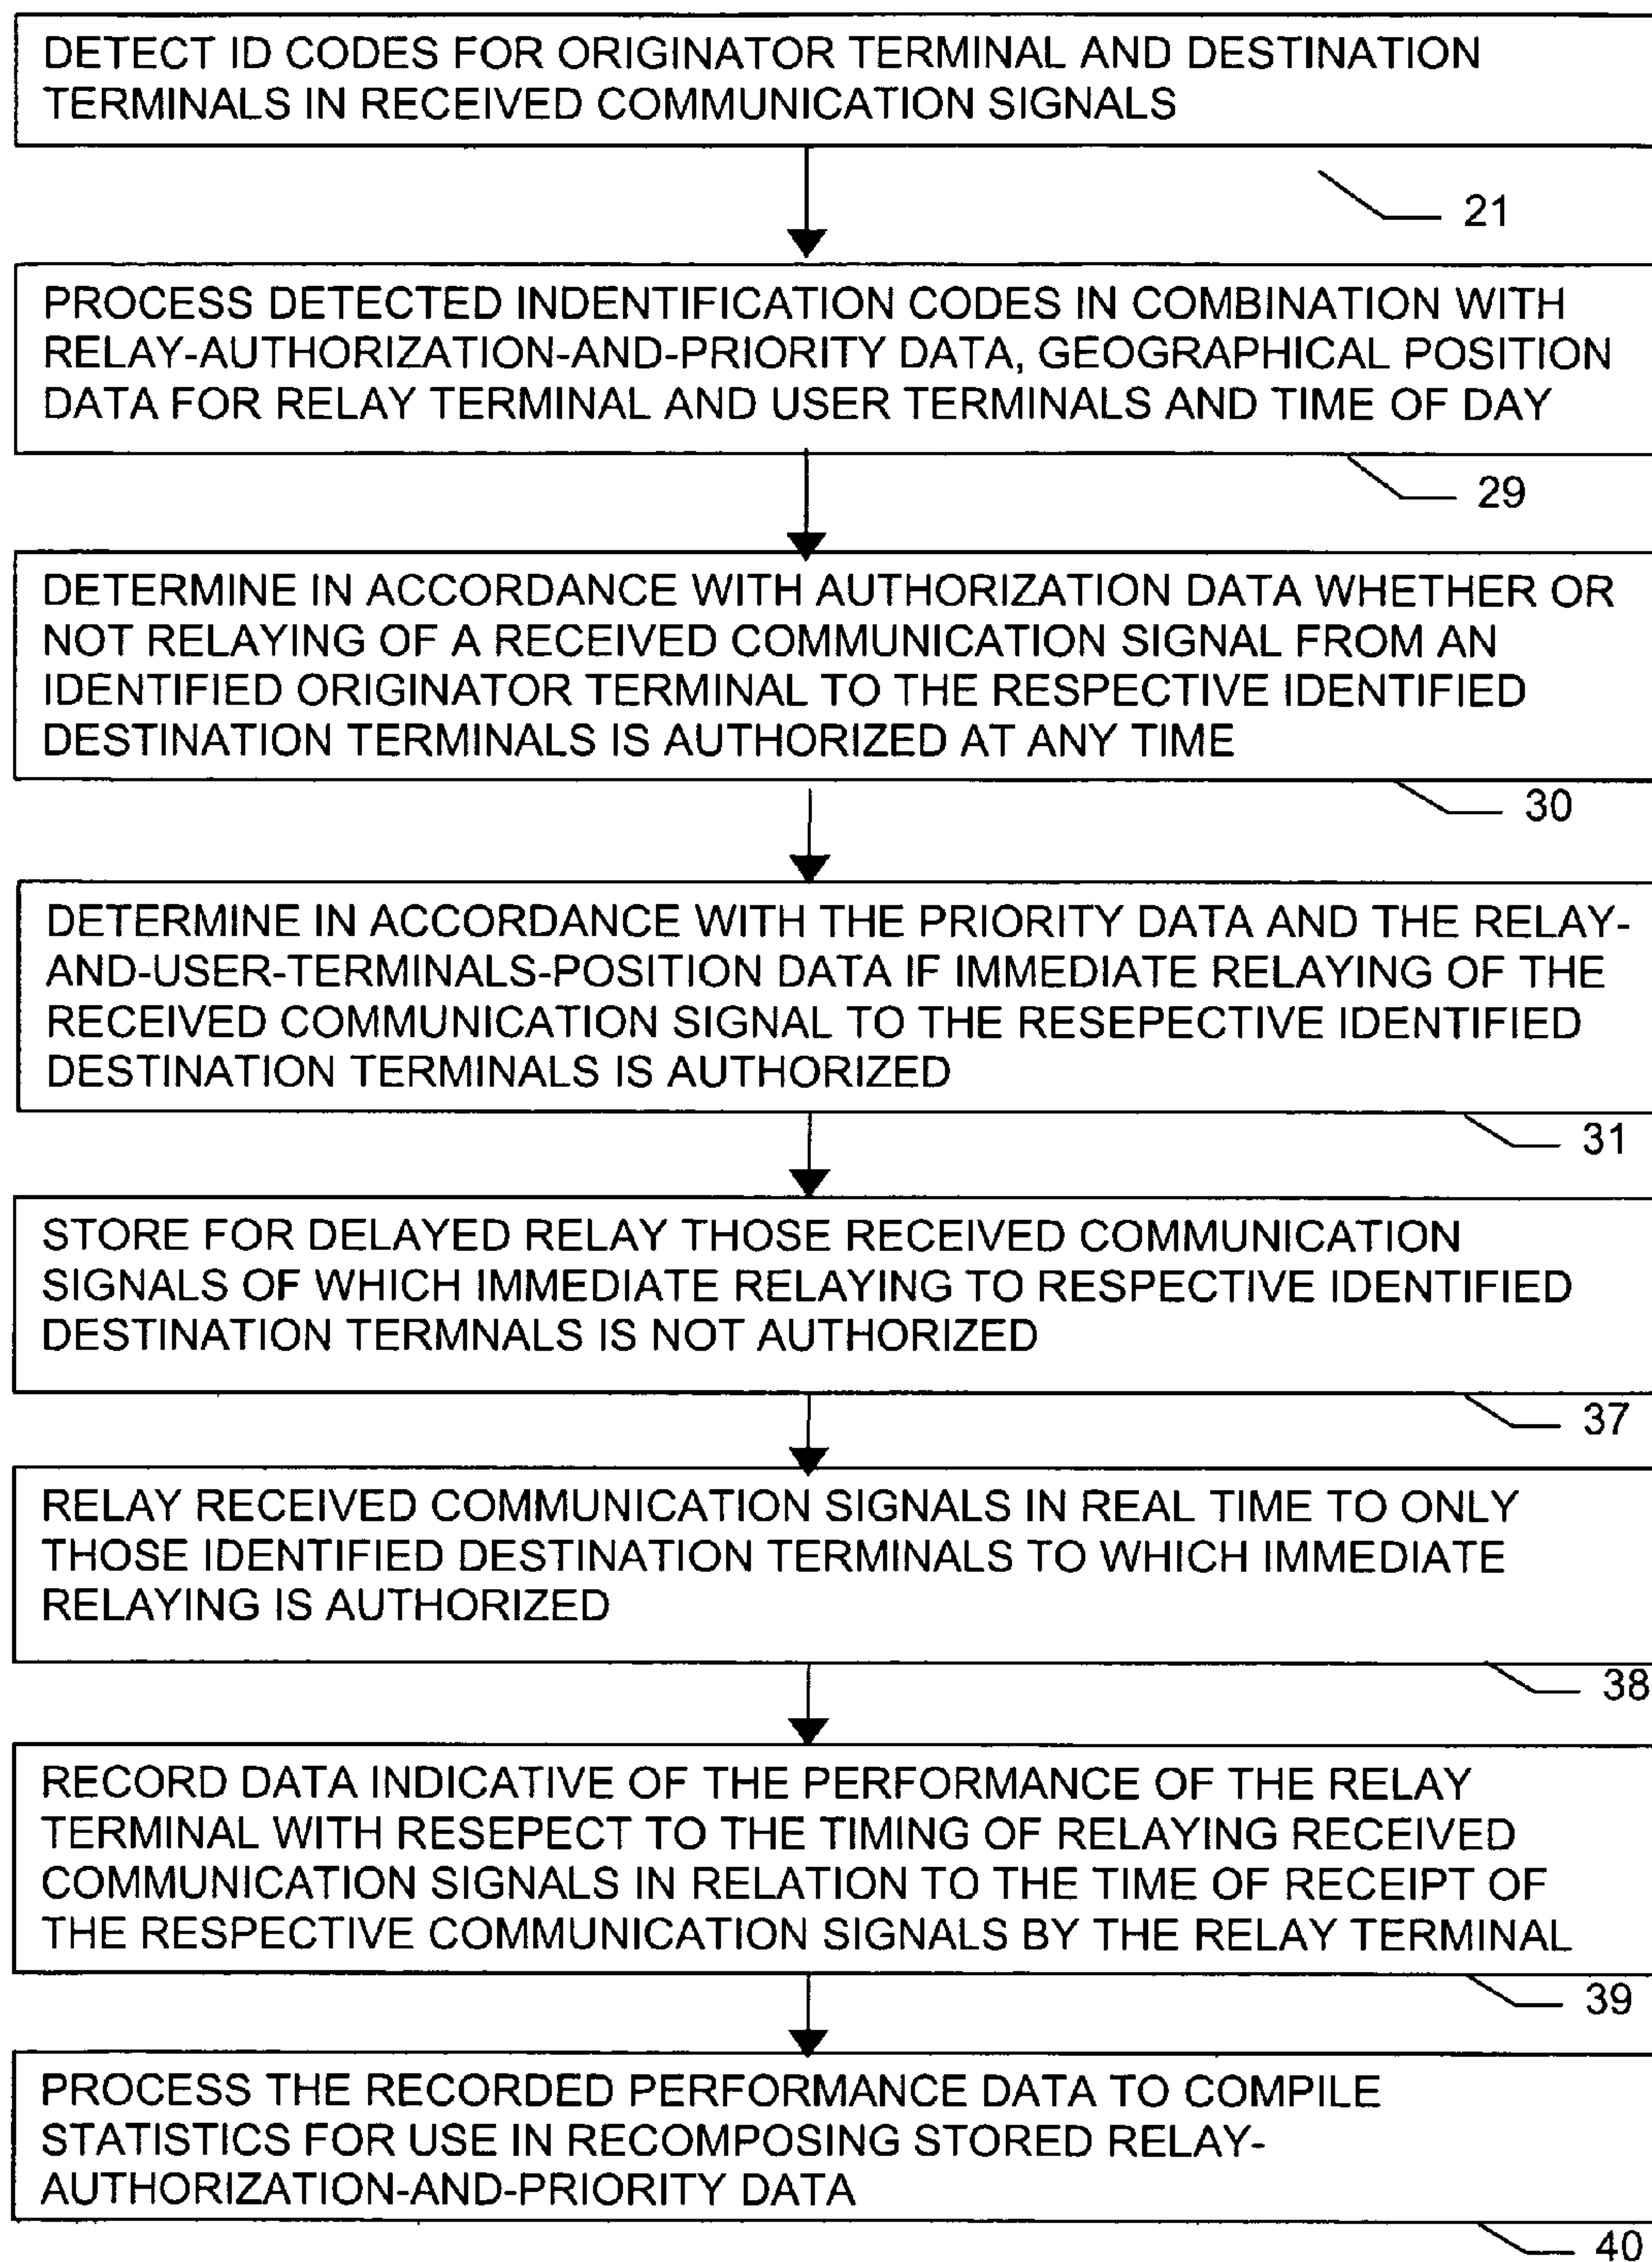 DETECT ID CODES FOR ORIGINATOR TERMINAL AND DESTINATION
TERMINALS IN RECEIVED COMMUNICATION SIGNALS
21
PROCESS DETECTED INDENTIFICATION CODES IN COMBINATION WITH
RELAY-AUTHORIZATION-AND-PRIORITY DATA, GEOGRAPHICAL POSITION
DATA FOR RELAY TERMINAL AND USER TERMINALS AND TIME OF DAY
29
DETERMINE IN ACCORDANCE WITH AUTHORIZATION DATA WHETHER OR
NOT RELAYING OF A RECEIVED COMMUNICATION SIGNAL FROM AN
IDENTIFIED ORIGINATOR TERMINAL TO THE RESPECTIVE IDENTIFIED
DESTINATION TERMINALS IS AUTHORIZED AT ANY TIME
30
DETERMINE IN ACCORDANCE WITH THE PRIORITY DATA AND THE RELAY-
AND-USER-TERMINALS-POSITION DATA IF IMMEDIATE RELAYING OF THE
RECEIVED COMMUNICATION SIGNAL TO THE RESEPECTIVE IDENTIFIED
DESTINATION TERMINALS IS AUTHORIZED
31
STORE FOR DELAYED RELAY THOSE RECEIVED COMMUNICATION
SIGNALS OF WHICH IMMEDIATE RELAYING TO RESPECTIVE IDENTIFIED
DESTINATION TERMNALS IS NOT AUTHORIZED
37
RELAY RECEIVED COMMUNICATION SIGNALS IN REAL TIME TO ONLY
THOSE IDENTIFIED DESTINATION TERMINALS TO WHICH IMMEDIATE
RELAYING IS AUTHORIZED
38
RECORD DATA INDICATIVE OF THE PERFORMANCE OF THE RELAY
TERMINAL WITH RESEPECT TO THE TIMING OF RELAYING RECEIVED
COMMUNICATION SIGNALS IN RELATION TO THE TIME OF RECEIPT OF
THE RESPECTIVE COMMUNICATION SIGNALS BY THE RELAY TERMINAL
39
PROCESS THE RECORDED PERFORMANCE DATA TO COMPILE
STATISTICS FOR USE IN RECOMPOSING STORED RELAY-
AUTHORIZATION-AND-PRIORITY DATA
40